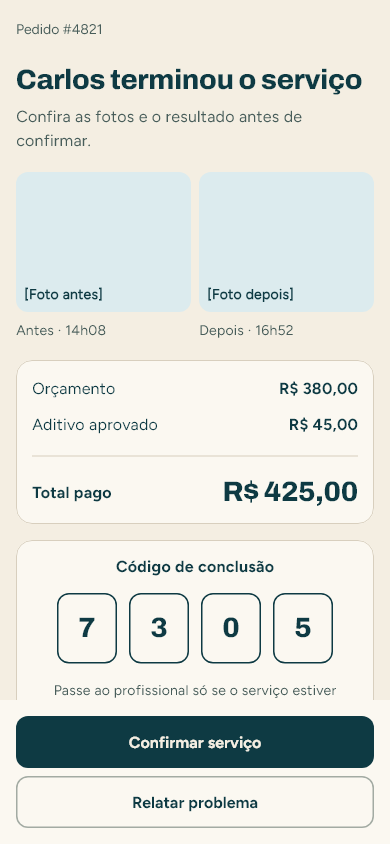 Pedido #4821
Carlos terminou o serviço
Confira as fotos e o resultado antes de
confirmar.
[Foto antes]
[Foto depois]
Antes · 14h08
Depois · 16h52
Orçamento
R$ 380,00
Aditivo aprovado
R$ 45,00
Total pago
R$ 425,00
Código de conclusão
7 3 0 5
Passe ao profissional só se o serviço estiver
Confirmar serviço
Relatar problema